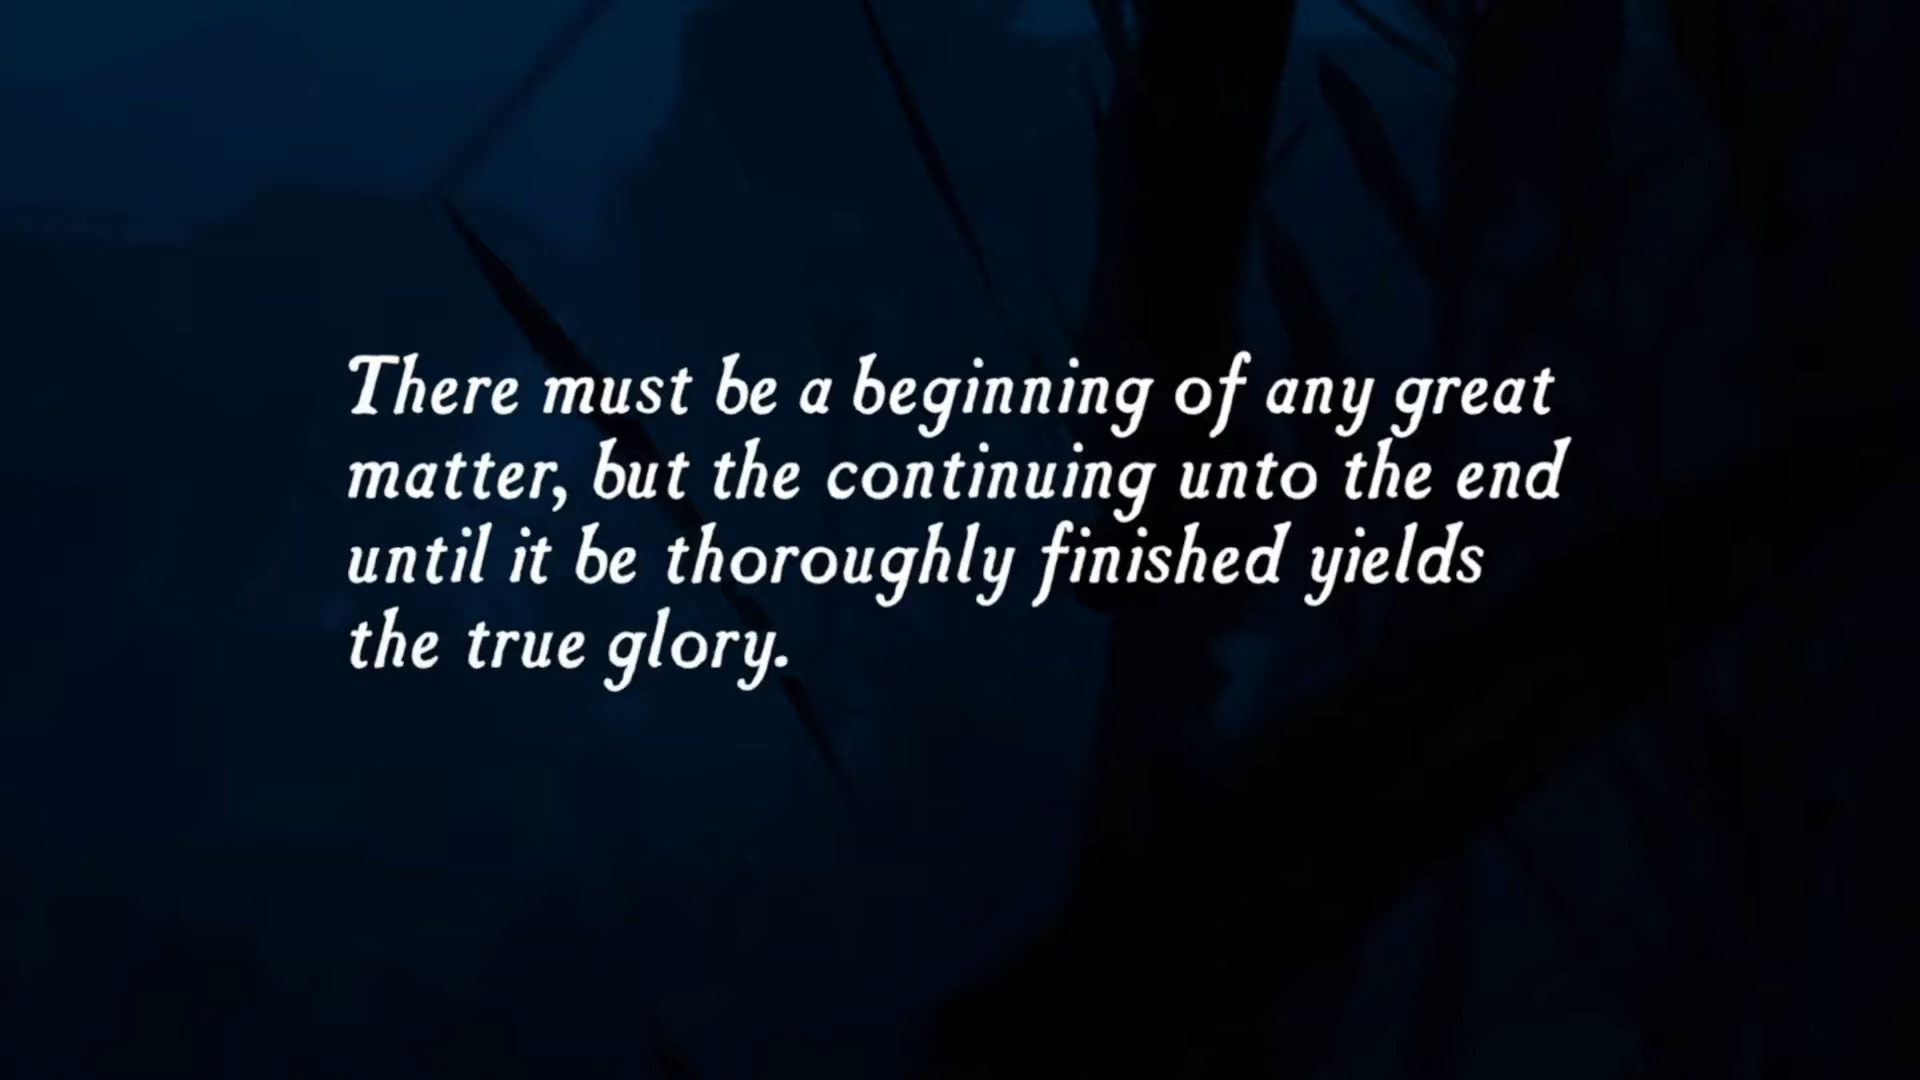 There must be a beginning of any great
matter, but the continuing unto the end
until it be thoroughly finished yields
the true glory.